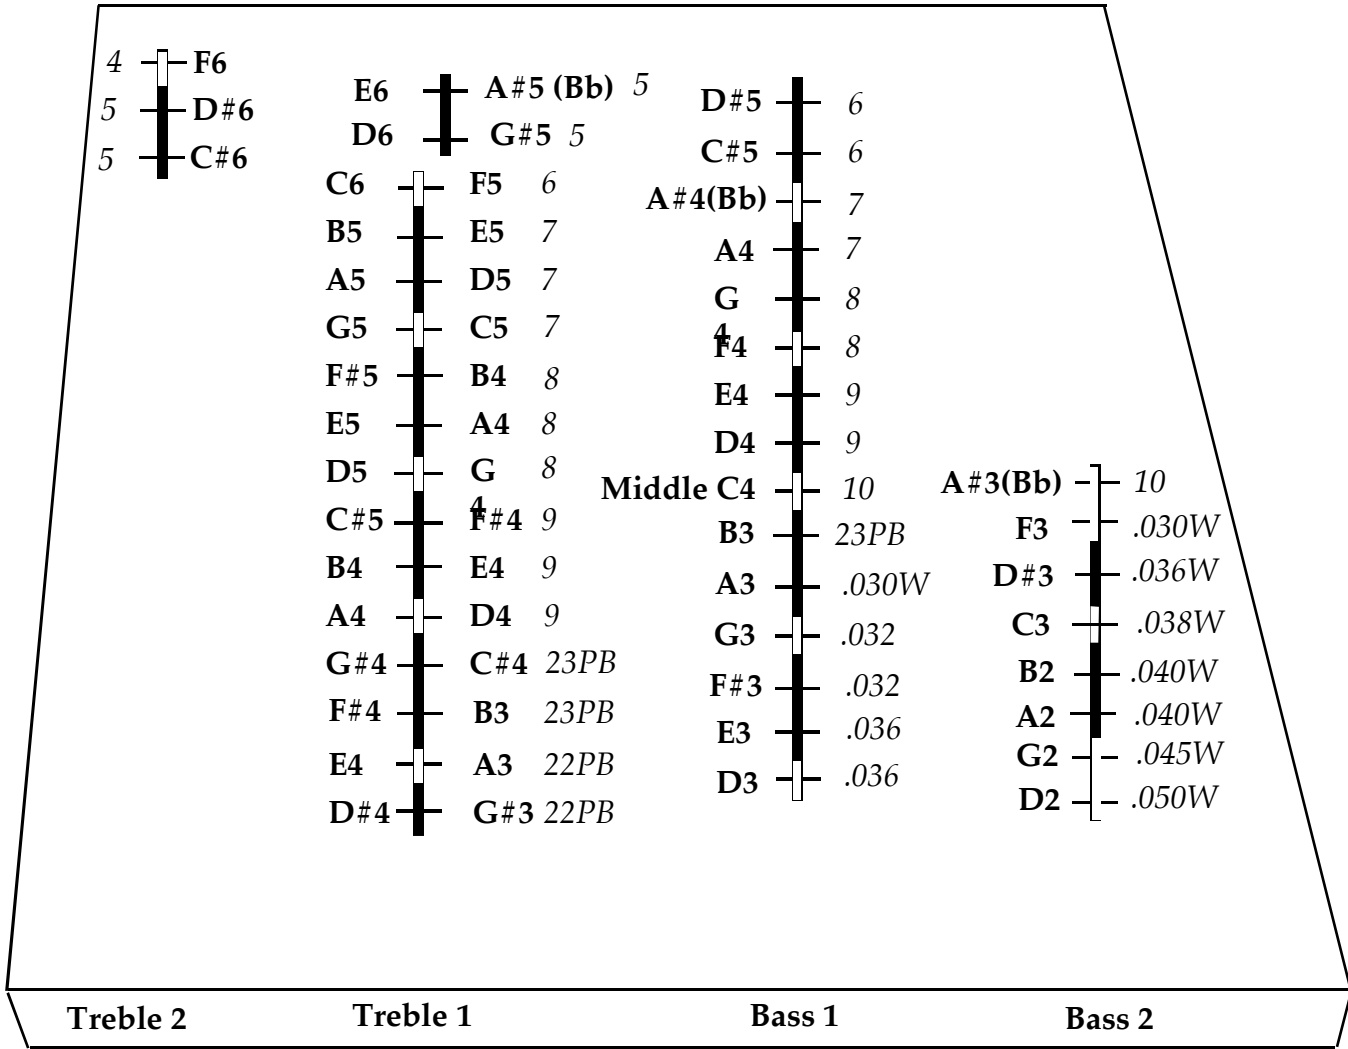 4 F6
5 D#6
5 C#6
E6 A#5 (Bb) 5
D6 G#5 5
C6 F5 6
B5 E5 7
A5 D5 7
G5 C5 7
F#5 B4 8
E5 A4 8
D5 G 8
4
C#5 F#4 9
B4 E4 9
A4 D4 9
G#4 C#4 23PB
F#4 B3 23PB
E4 A3 22PB
D#4 G#3 22PB
D#5 6
C#5 6
A#4(Bb) 7
A4 7
G 8
4
F4 8
E4 9
D4 9
Middle C4 10
B3 23PB
A3 .030W
G3 .032
F#3 .032
E3 .036
D3 .036
A#3(Bb) 10
F3 .030W
D#3 .036W
C3 .038W
B2 .040W
A2 .040W
G2 .045W
D2 .050W
Treble 2 Treble 1 Bass 1 Bass 2